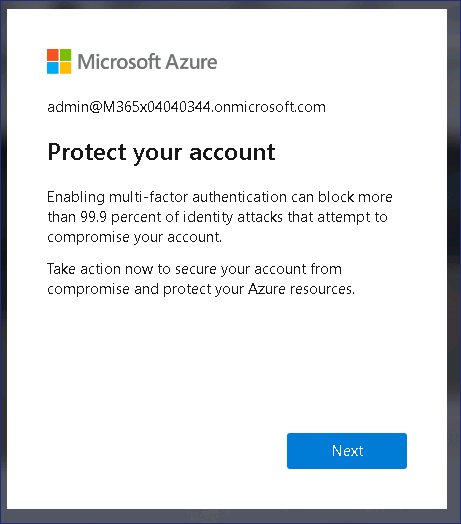 Microsoft Azure
admin@M365x04040344.onmicrosoft.com
Protect your account
Enabling multi-factor authentication can block more
than 99.9 percent of identity attacks that attempt to
compromise your account.
Take action now to secure your account from
compromise and protect your Azure resources.
Next